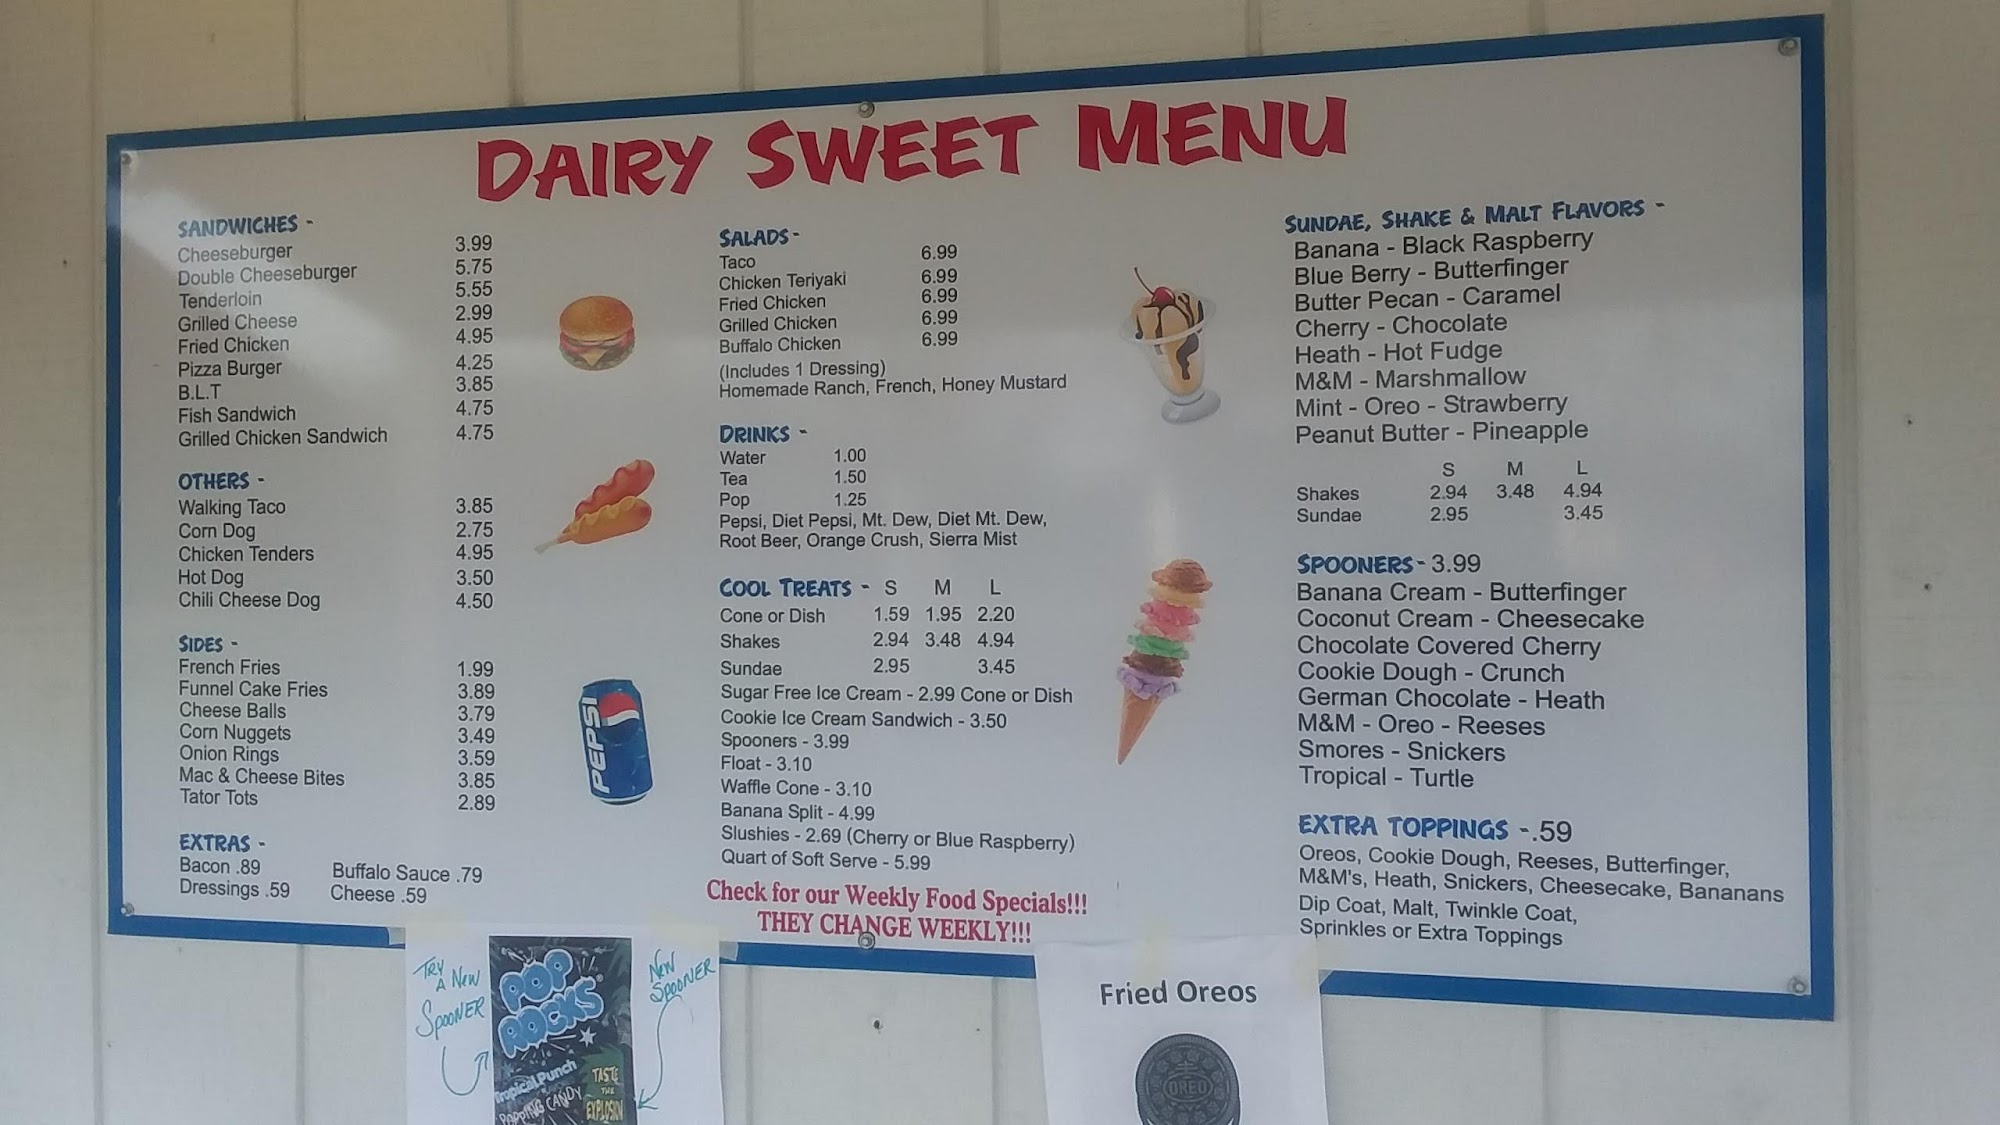 DAIRY SWEET MENU
SANDWICHES -
Cheeseburger 3.99
Double Cheeseburger 5.75
Tenderloin 5.55
Grilled Cheese 2.99
Fried Chicken 4.95
Pizza Burger 4.25
B.L.T 3.85
Fish Sandwich 4.75
Grilled Chicken Sandwich 4.75
OTHERS -
Walking Taco 3.85
Corn Dog 2.75
Chicken Tenders 4.95
Hot Dog 3.50
Chili Cheese Dog 4.50
SIDES -
French Fries 1.99
Funnel Cake Fries 3.89
Cheese Balls 3.79
Corn Nuggets 3.49
Onion Rings 3.59
Mac & Cheese Bites 3.85
Tator Tots 2.89
EXTRAS -
Bacon .89 Buffalo Sauce .79
Dressings .59 Cheese .59
PEPSI
SALADS -
Taco 6.99
Chicken Teriyaki 6.99
Fried Chicken 6.99
Grilled Chicken 6.99
Buffalo Chicken 6.99
(Includes 1 Dressing)
Homemade Ranch, French, Honey Mustard
DRINKS -
Water 1.00
Tea 1.50
Pop 1.25
Pepsi, Diet Pepsi, Mt. Dew, Diet Mt. Dew,
Root Beer, Orange Crush, Sierra Mist
COOL TREATS - S M L
Cone or Dish 1.59 1.95 2.20
Shakes 2.94 3.48 4.94
Sundae 2.95 3.45
Sugar Free Ice Cream - 2.99 Cone or Dish
Cookie Ice Cream Sandwich - 3.50
Spooners - 3.99
Float - 3.10
Waffle Cone - 3.10
Banana Split - 4.99
Slushies - 2.69 (Cherry or Blue Raspberry)
Quart of Soft Serve - 5.99
Check for our Weekly Food Specials!!!
THEY CHANGE WEEKLY!!!
SUNDAE, SHAKE & MALT FLAVORS -
Banana - Black Raspberry
Blue Berry - Butterfinger
Butter Pecan - Caramel
Cherry - Chocolate
Heath - Hot Fudge
M&M - Marshmallow
Mint - Oreo - Strawberry
Peanut Butter - Pineapple
S M L
Shakes 2.94 3.48 4.94
Sundae 2.95 3.45
SPOONERS - 3.99
Banana Cream - Butterfinger
Coconut Cream - Cheesecake
Chocolate Covered Cherry
Cookie Dough - Crunch
German Chocolate - Heath
M&M - Oreo - Reeses
Smores - Snickers
Tropical - Turtle
EXTRA TOPPINGS -.59
Oreos, Cookie Dough, Reeses, Butterfinger,
M&M's, Heath, Snickers, Cheesecake, Bananans
Dip Coat, Malt, Twinkle Coat,
Sprinkles or Extra Toppings
TRY
A New
SPOONER
POP
ROCKS
Tropical Punch
POPPING CANDY
TASTE
THE
EXPLOSION
NEW
SPOONER
Fried Oreos
OREO